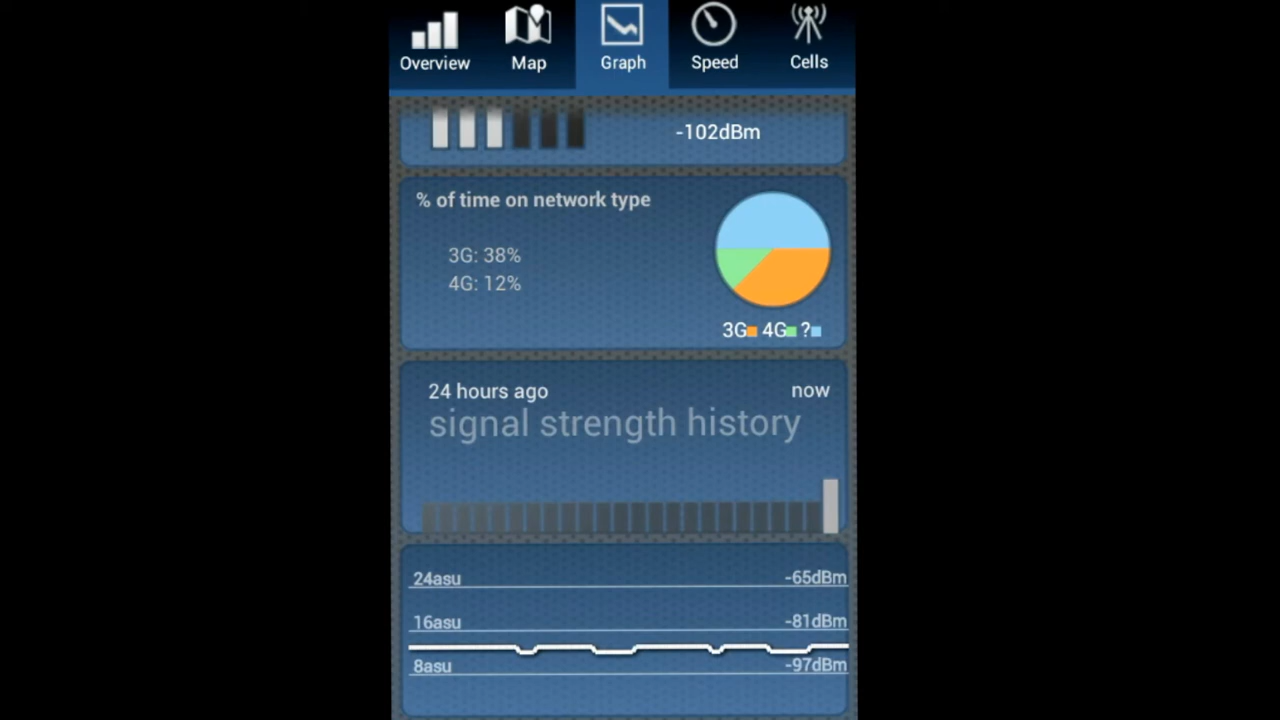 Overview Map Graph Speed Cells
-102dBm
% of time on network type
3G: 38%
4G: 12%
3G 4G ?
24 hours ago now
signal strength history
24asu -65dBm
16asu -81dBm
8asu -97dBm